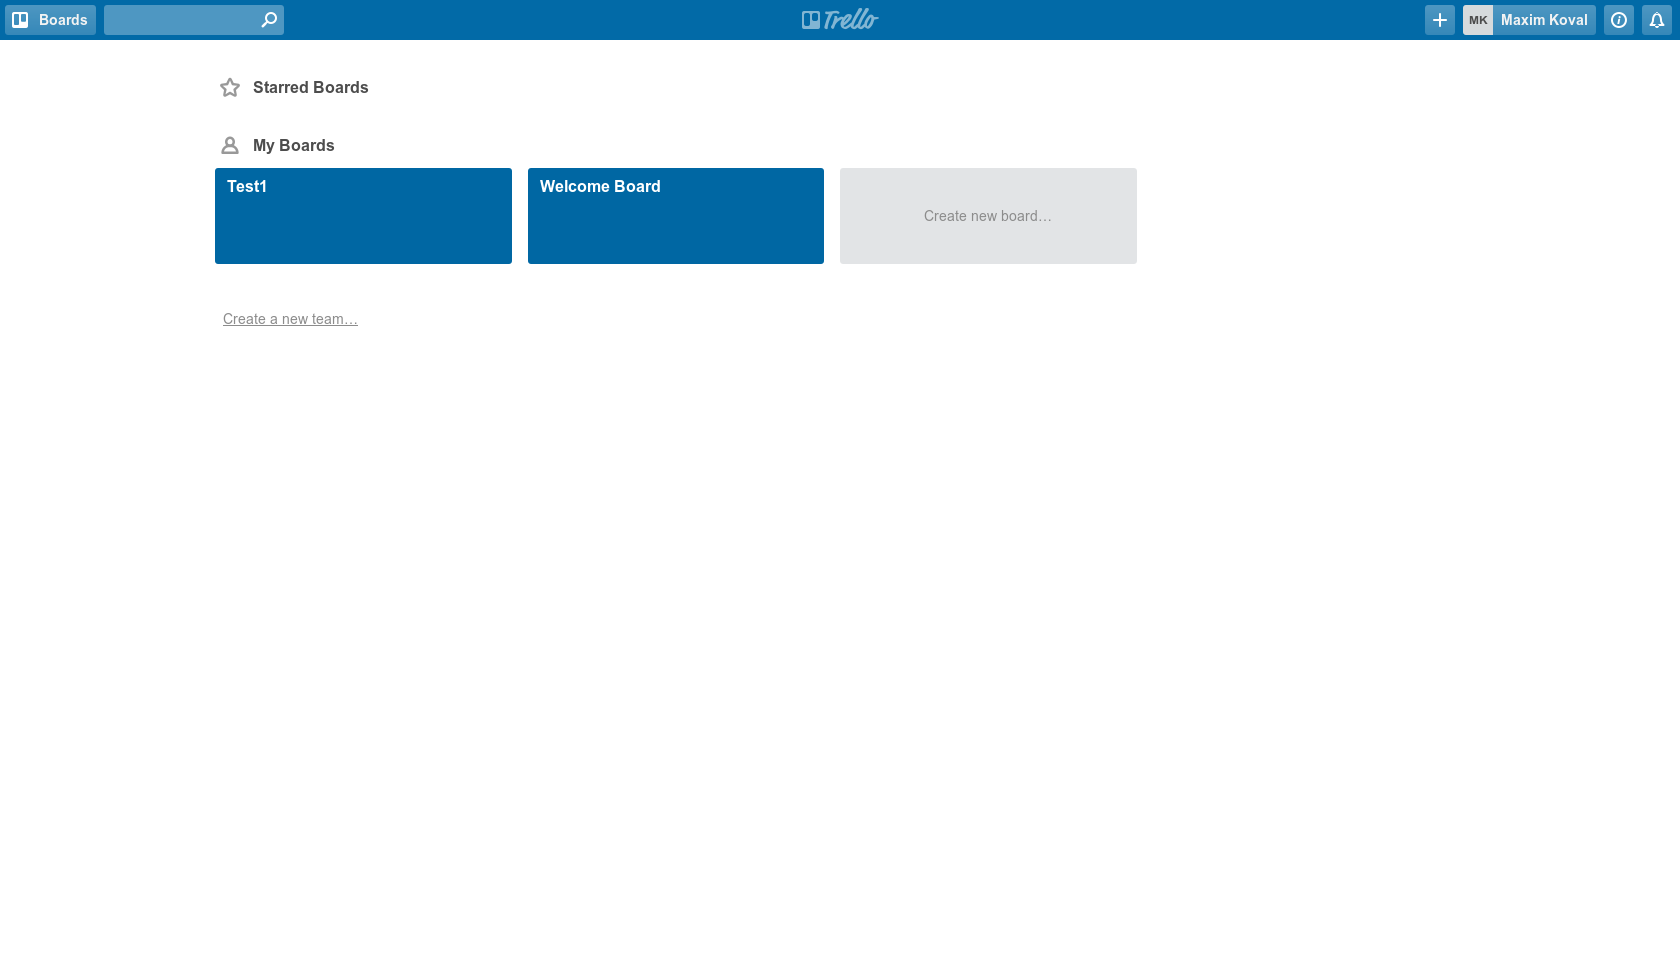 Boards
Trello
MK Maxim Koval
Starred Boards
My Boards
Test1
Welcome Board
Create new board…
Create a new team…